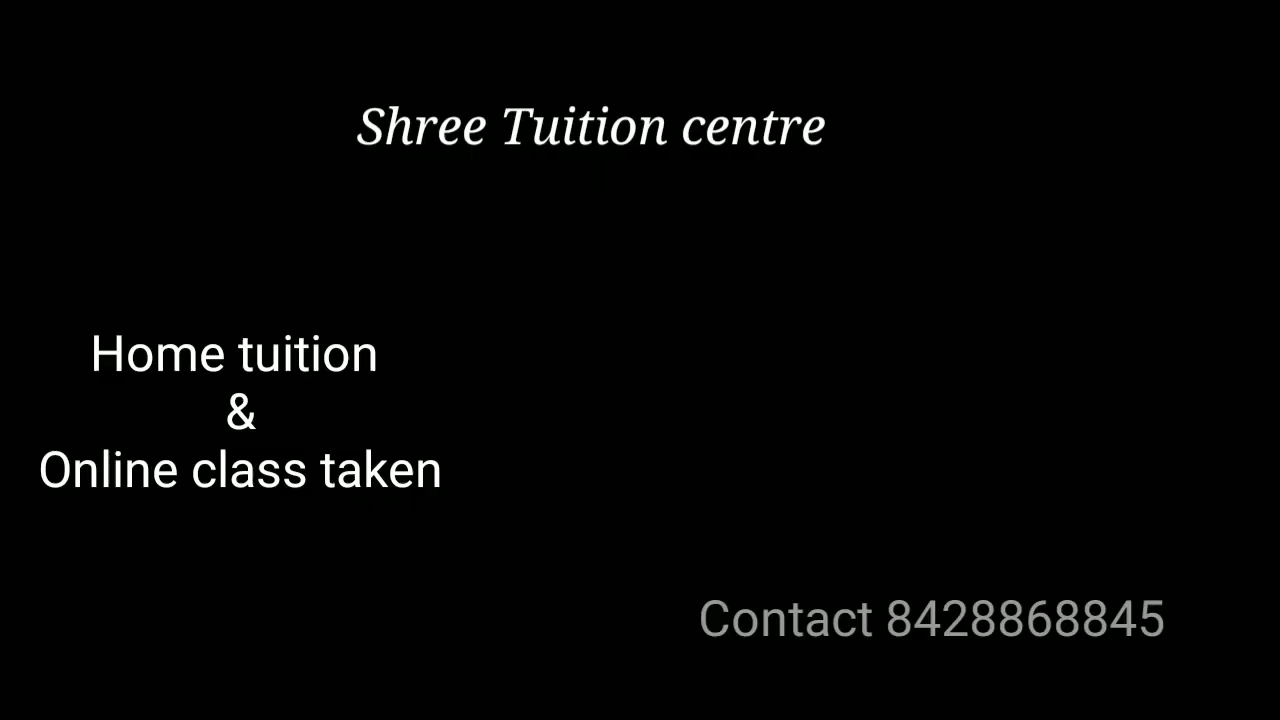 Shree Tuition centre
Home tuition
&
Online class taken
Contact 8428868845